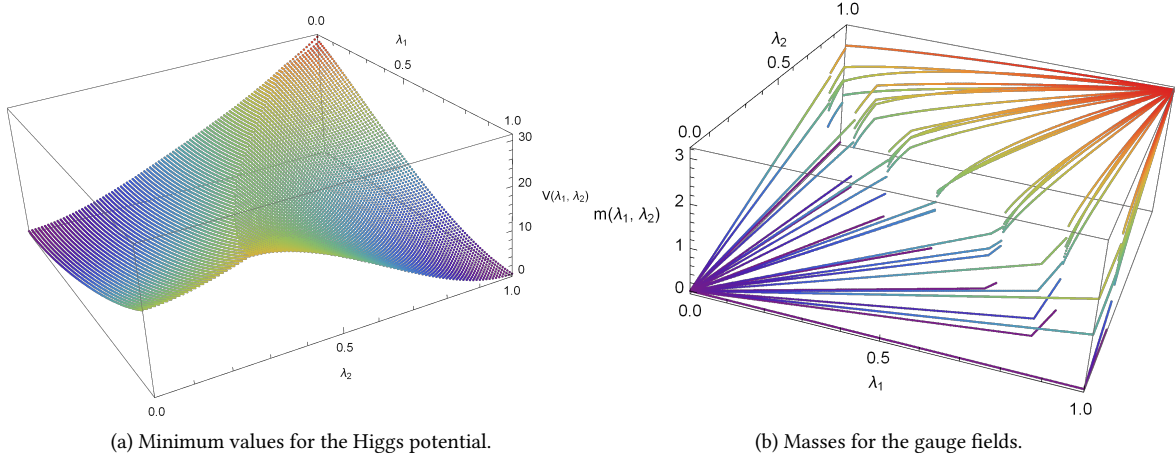 0.0
λ₁
0.5
1.0
30
20
V(λ₁, λ₂)
10
0
1.0
0.5
λ₂
0.0
1.0
λ₂
0.5
0.0
3
2
m(λ₁, λ₂)
1
0
0.0
0.5
λ₁
1.0
(a) Minimum values for the Higgs potential.
(b) Masses for the gauge fields.